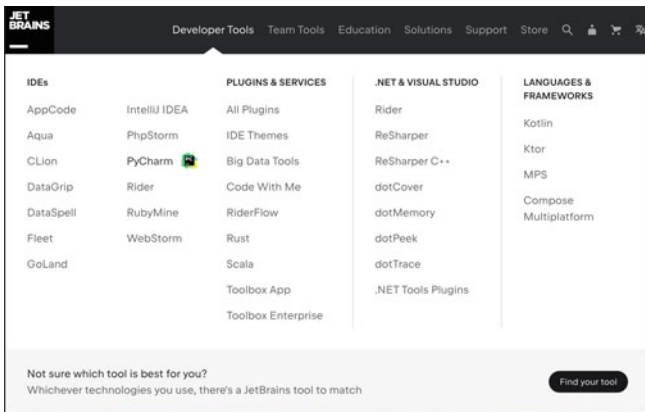 JET
BRAINS
Developer Tools Team Tools Education Solutions Support Store
IDEs
AppCode
Aqua
CLion
DataGrip
DataSpell
Fleet
GoLand
IntelliJ IDEA
PhpStorm
PyCharm
Rider
RubyMine
WebStorm
PLUGINS & SERVICES
All Plugins
IDE Themes
Big Data Tools
Code With Me
RiderFlow
Rust
Scala
Toolbox App
Toolbox Enterprise
.NET & VISUAL STUDIO
Rider
ReSharper
ReSharper C++
dotCover
dotMemory
dotPeek
dotTrace
.NET Tools Plugins
LANGUAGES &
FRAMEWORKS
Kotlin
Ktor
MPS
Compose
Multiplatform
Not sure which tool is best for you?
Whichever technologies you use, there's a JetBrains tool to match
Find your tool